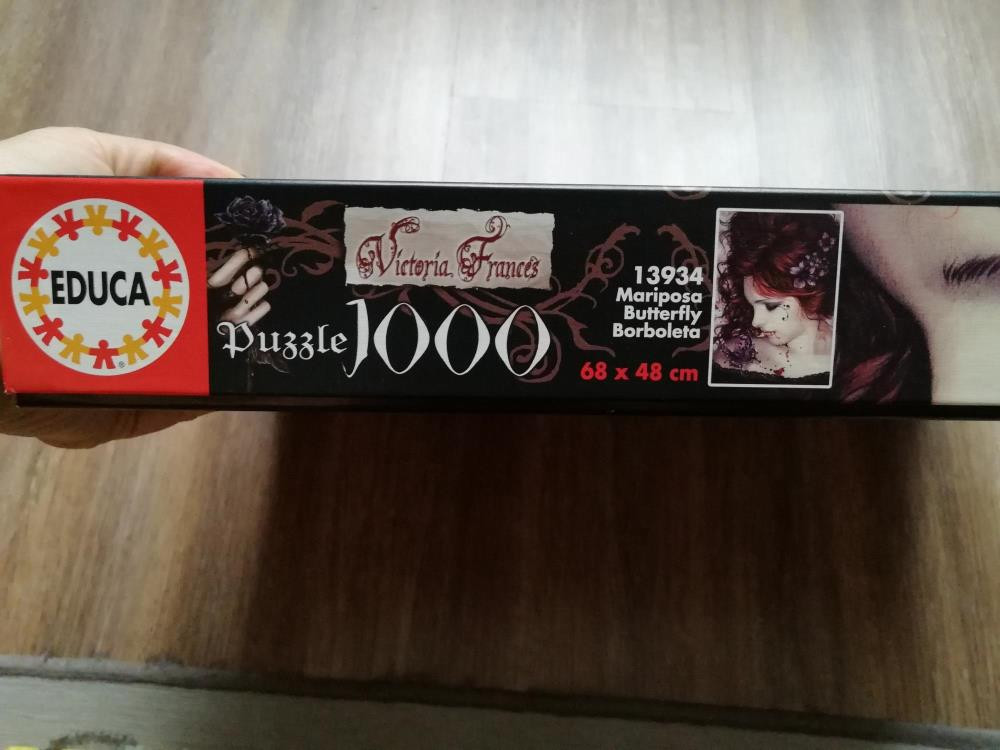 EDUCA
®
Victoria Francés
Puzzle 1000
13934
Mariposa
Butterfly
Borboleta
68 x 48 cm